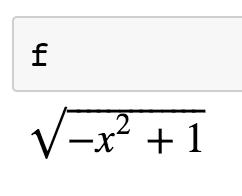 f
√(-x² + 1)